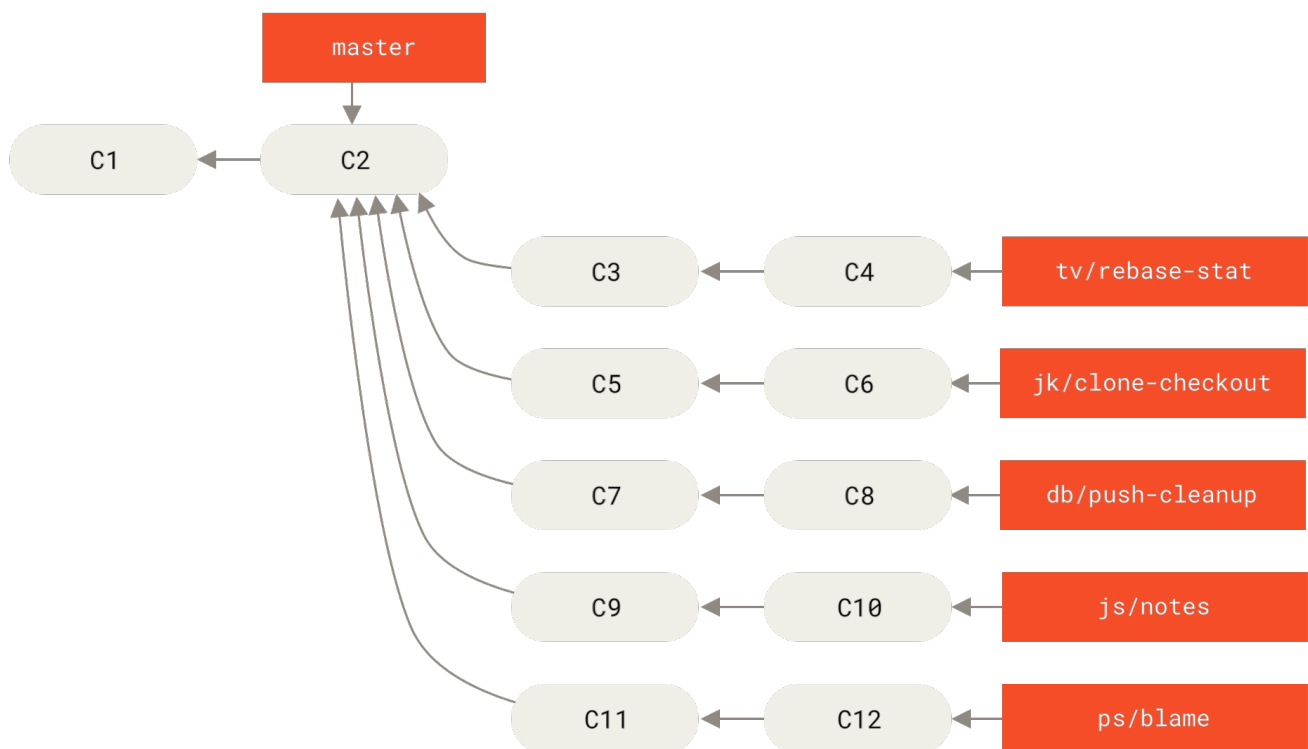 master
C1
C2
C3
C4
tv/rebase-stat
C5
C6
jk/clone-checkout
C7
C8
db/push-cleanup
C9
C10
js/notes
C11
C12
ps/blame